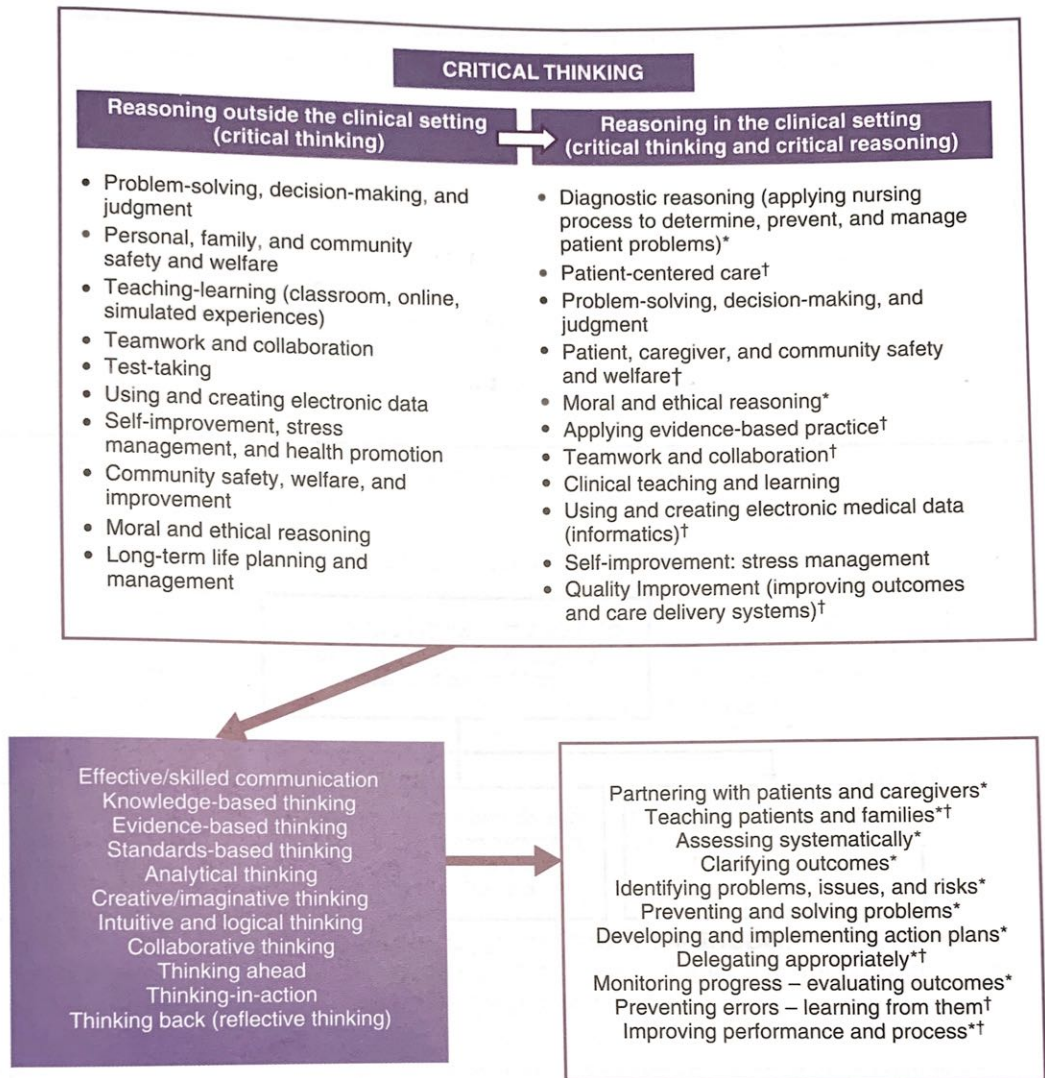 CRITICAL THINKING
Reasoning outside the clinical setting
(critical thinking)
• Problem-solving, decision-making, and
judgment
• Personal, family, and community
safety and welfare
• Teaching-learning (classroom, online,
simulated experiences)
• Teamwork and collaboration
• Test-taking
• Using and creating electronic data
• Self-improvement, stress
management, and health promotion
• Community safety, welfare, and
improvement
• Moral and ethical reasoning
• Long-term life planning and
management
Reasoning in the clinical setting
(critical thinking and critical reasoning)
• Diagnostic reasoning (applying nursing
process to determine, prevent, and manage
patient problems)*
• Patient-centered care†
• Problem-solving, decision-making, and
judgment
• Patient, caregiver, and community safety
and welfare†
• Moral and ethical reasoning*
• Applying evidence-based practice†
• Teamwork and collaboration†
• Clinical teaching and learning
• Using and creating electronic medical data
(informatics)†
• Self-improvement: stress management
• Quality Improvement (improving outcomes
and care delivery systems)†
Effective/skilled communication
Knowledge-based thinking
Evidence-based thinking
Standards-based thinking
Analytical thinking
Creative/imaginative thinking
Intuitive and logical thinking
Collaborative thinking
Thinking ahead
Thinking-in-action
Thinking back (reflective thinking)
Partnering with patients and caregivers*
Teaching patients and families*†
Assessing systematically*
Clarifying outcomes*
Identifying problems, issues, and risks*
Preventing and solving problems*
Developing and implementing action plans*
Delegating appropriately*†
Monitoring progress – evaluating outcomes*
Preventing errors – learning from them†
Improving performance and process*†